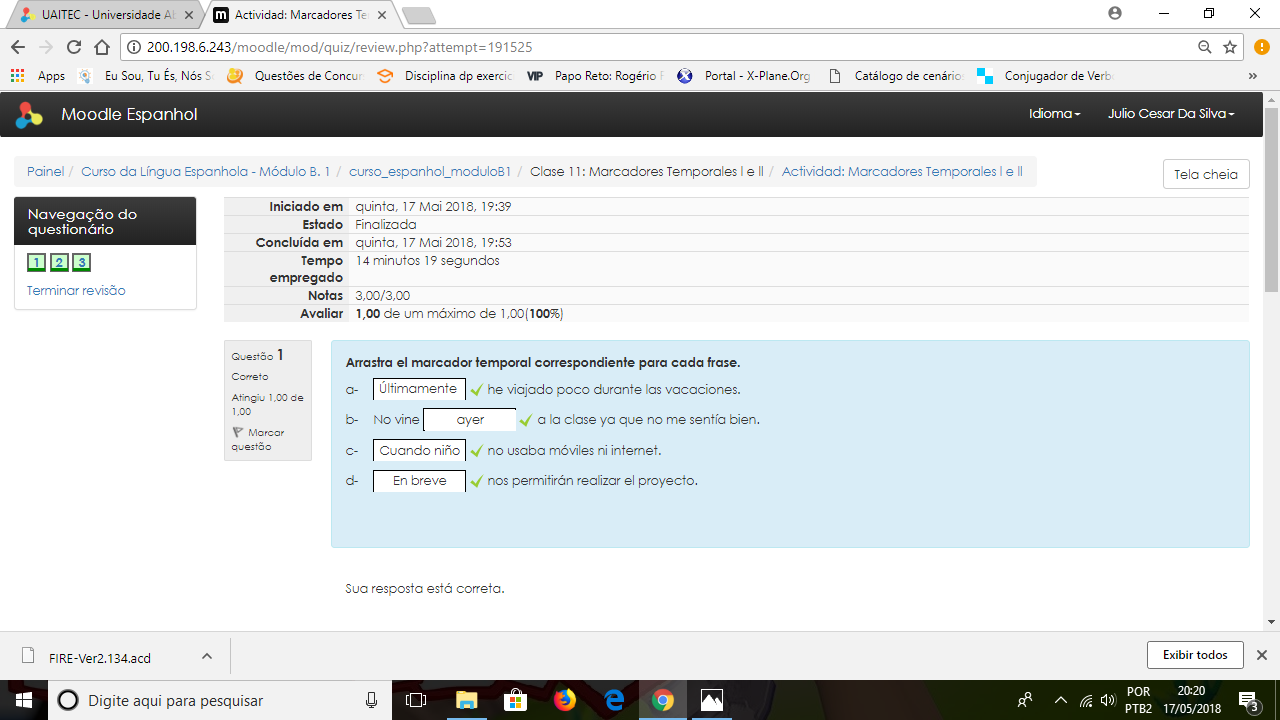 UAITEC - Universidade Ab
Actividad: Marcadores Te
200.198.6.243/moodle/mod/quiz/review.php?attempt=191525
Apps
Eu Sou, Tu És, Nós S
Questões de Concur
Disciplina dp exercic
VIP Papo Reto: Rogério F
Portal - X-Plane.Org
Catálogo de cenário
Conjugador de Verb
»
Moodle Espanhol
Idioma
Julio Cesar Da Silva
Painel / Curso da Língua Espanhola - Módulo B. 1 / curso_espanhol_moduloB1 / Clase 11: Marcadores Temporales l e ll / Actividad: Marcadores Temporales l e ll
Tela cheia
Navegação do
questionário
1 2 3
Terminar revisão
Iniciado em quinta, 17 Mai 2018, 19:39
Estado Finalizada
Concluída em quinta, 17 Mai 2018, 19:53
Tempo empregado 14 minutos 19 segundos
Notas 3,00/3,00
Avaliar 1,00 de um máximo de 1,00(100%)
Questão 1
Correto
Atingiu 1,00 de
1,00
Marcar
questão
Arrastra el marcador temporal correspondiente para cada frase.
a- Últimamente he viajado poco durante las vacaciones.
b- No vine ayer a la clase ya que no me sentía bien.
c- Cuando niño no usaba móviles ni internet.
d- En breve nos permitirán realizar el proyecto.
Sua resposta está correta.
FIRE-Ver2.134.acd
Exibir todos
Digite aqui para pesquisar
POR
PTB2
20:20
17/05/2018
3